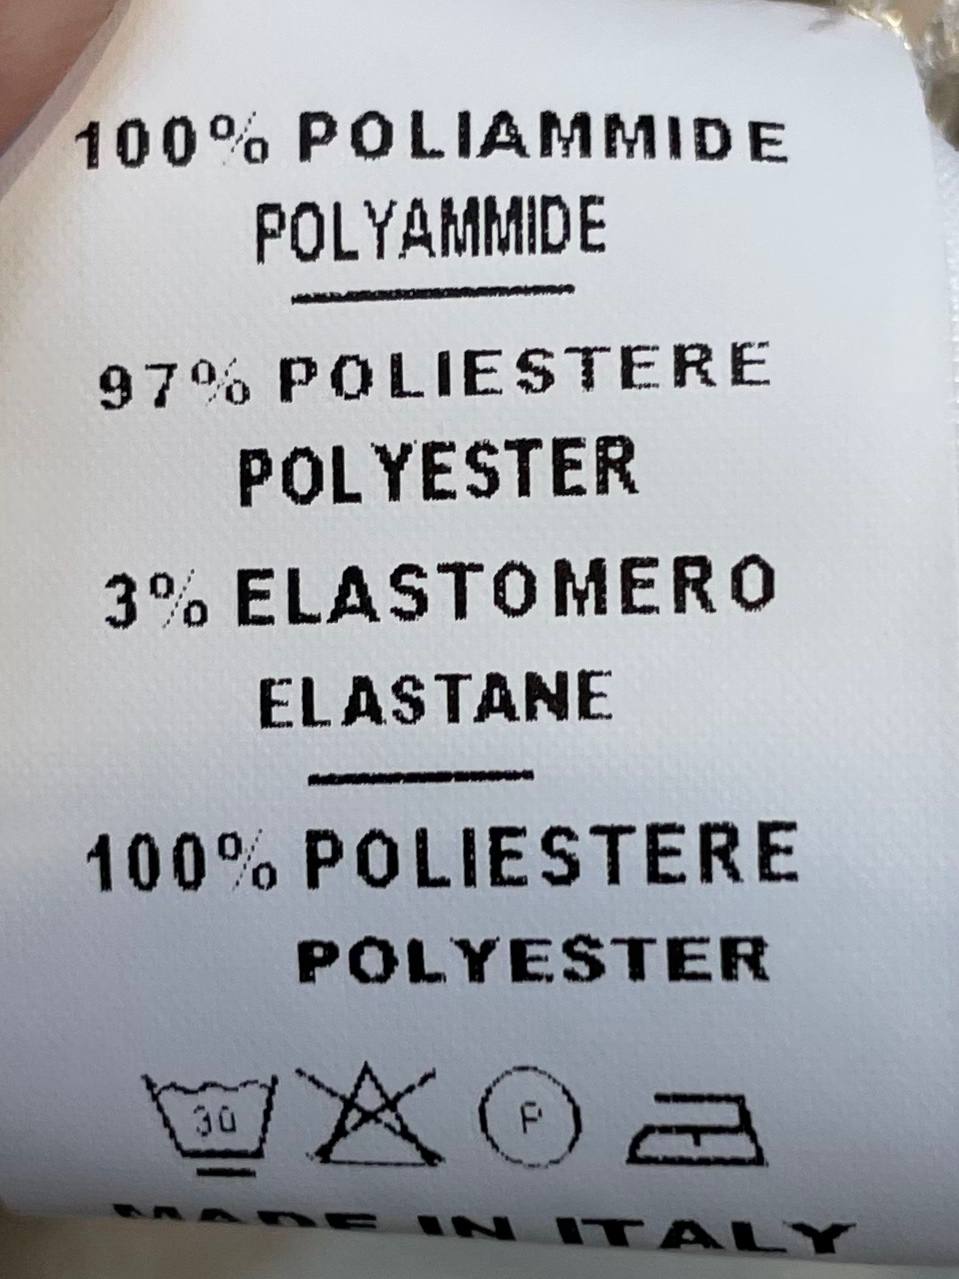 100% POLIAMMIDE
POLYAMMIDE
97% POLIESTERE
POLYESTER
3% ELASTOMERO
ELASTANE
100% POLIESTERE
POLYESTER
30 P
MADE IN ITALY